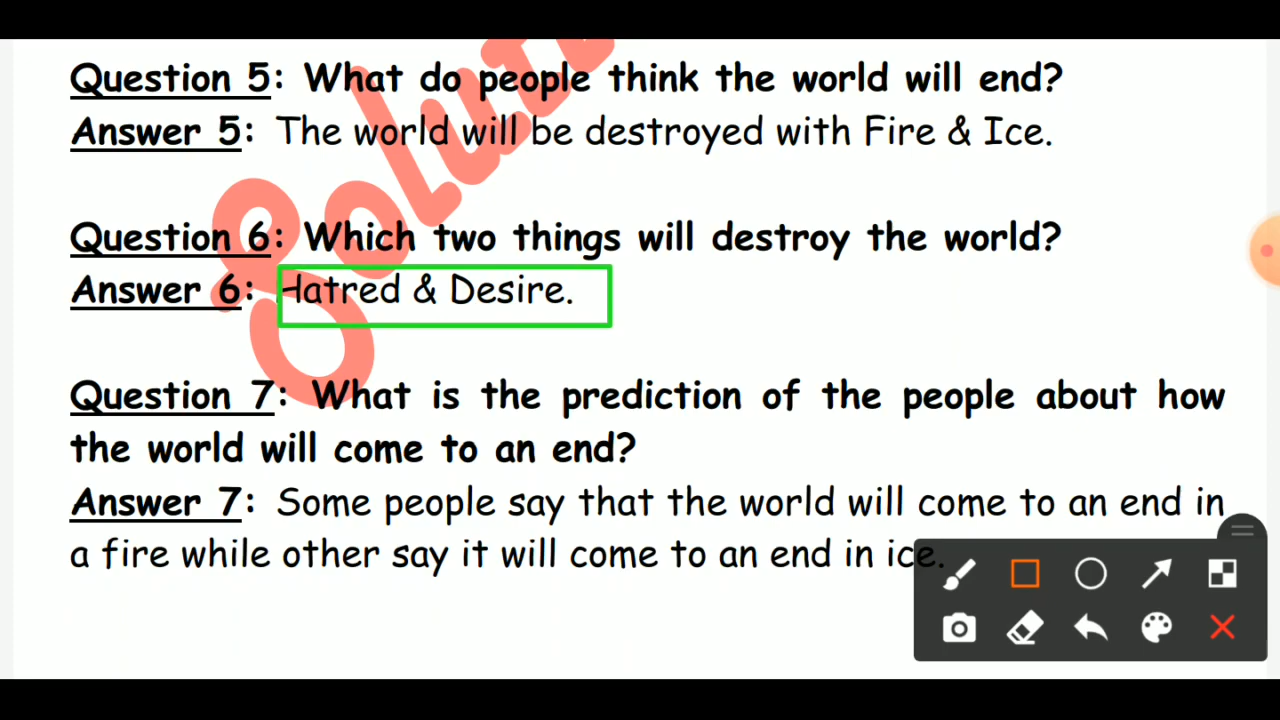 Question 5: What do people think the world will end?
Answer 5: The world will be destroyed with Fire & Ice.
Question 6: Which two things will destroy the world?
Answer 6: Hatred & Desire.
Question 7: What is the prediction of the people about how
the world will come to an end?
Answer 7: Some people say that the world will come to an end in
a fire while other say it will come to an end in ice.